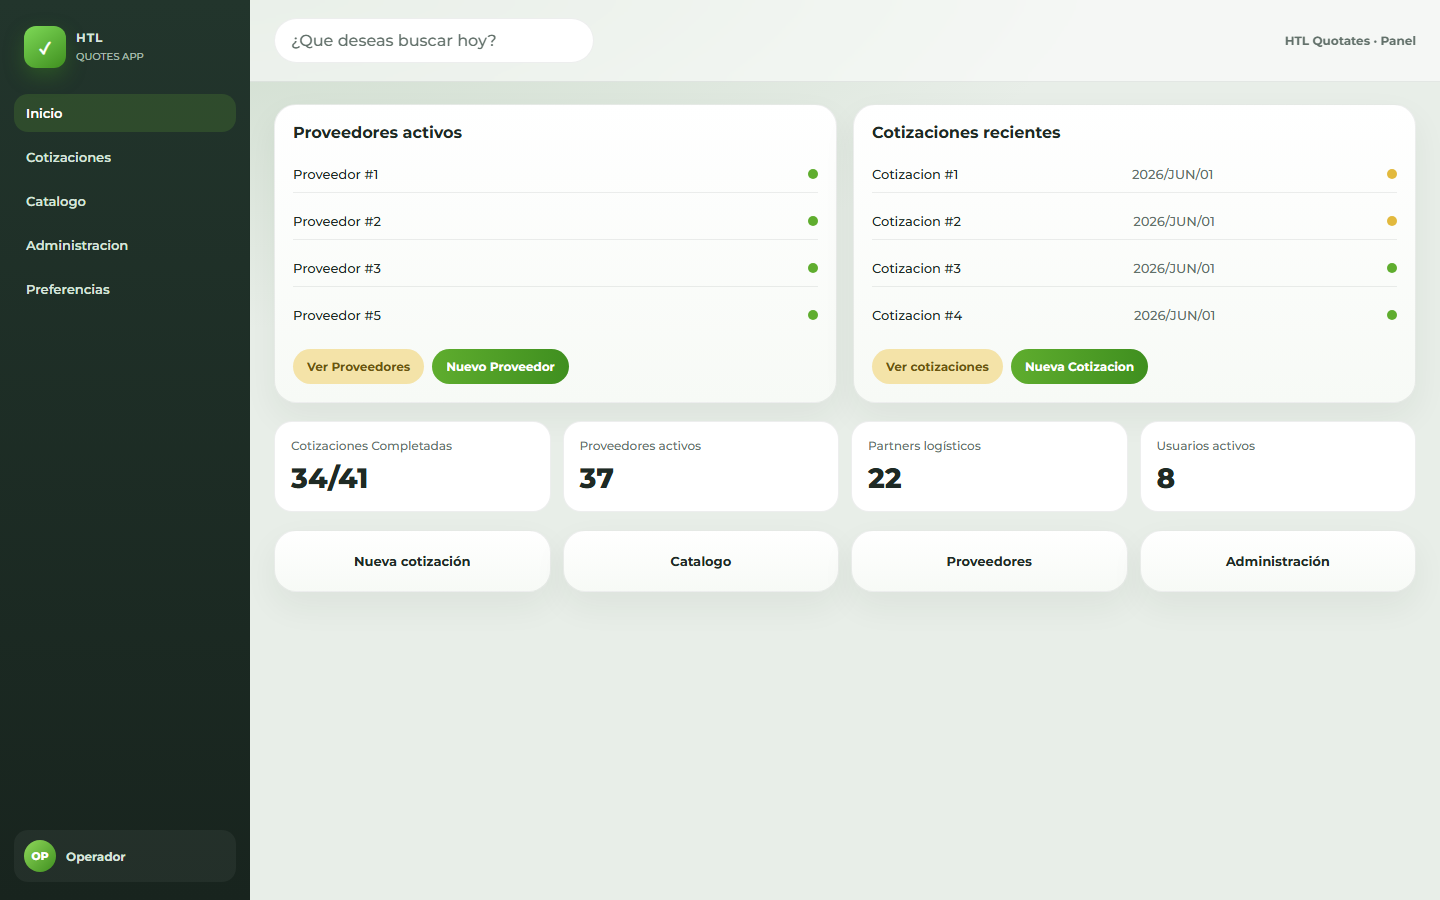 HTL
QUOTES APP
Inicio
Cotizaciones
Catalogo
Administracion
Preferencias
OP Operador
¿Que deseas buscar hoy?
HTL Quotates · Panel
Proveedores activos
Proveedor #1
Proveedor #2
Proveedor #3
Proveedor #5
Ver Proveedores Nuevo Proveedor
Cotizaciones recientes
Cotizacion #1 2026/JUN/01
Cotizacion #2 2026/JUN/01
Cotizacion #3 2026/JUN/01
Cotizacion #4 2026/JUN/01
Ver cotizaciones Nueva Cotizacion
Cotizaciones Completadas
34/41
Proveedores activos
37
Partners logísticos
22
Usuarios activos
8
Nueva cotización
Catalogo
Proveedores
Administración